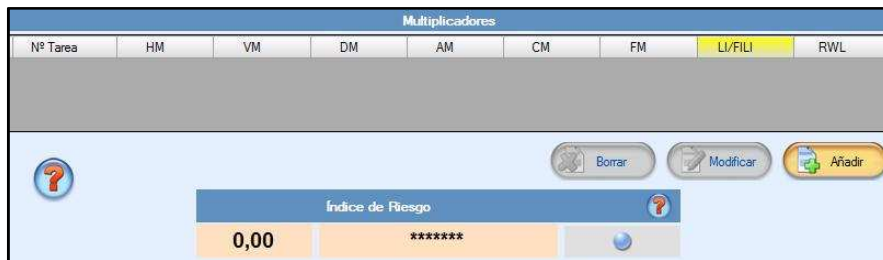 Multiplicadores
Nº Tarea HM VM DM AM CM FM LI/FILI RWL
? Borrar Modificar Añadir
Índice de Riesgo ?
0,00 *******